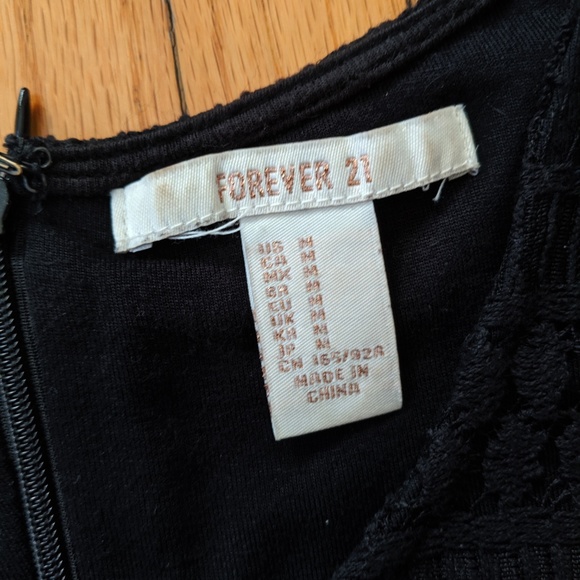 FOREVER 21
US M
CA M
MX M
BR M
EU M
UK M
KR M
JP M
CN 165/92A
MADE IN
CHINA